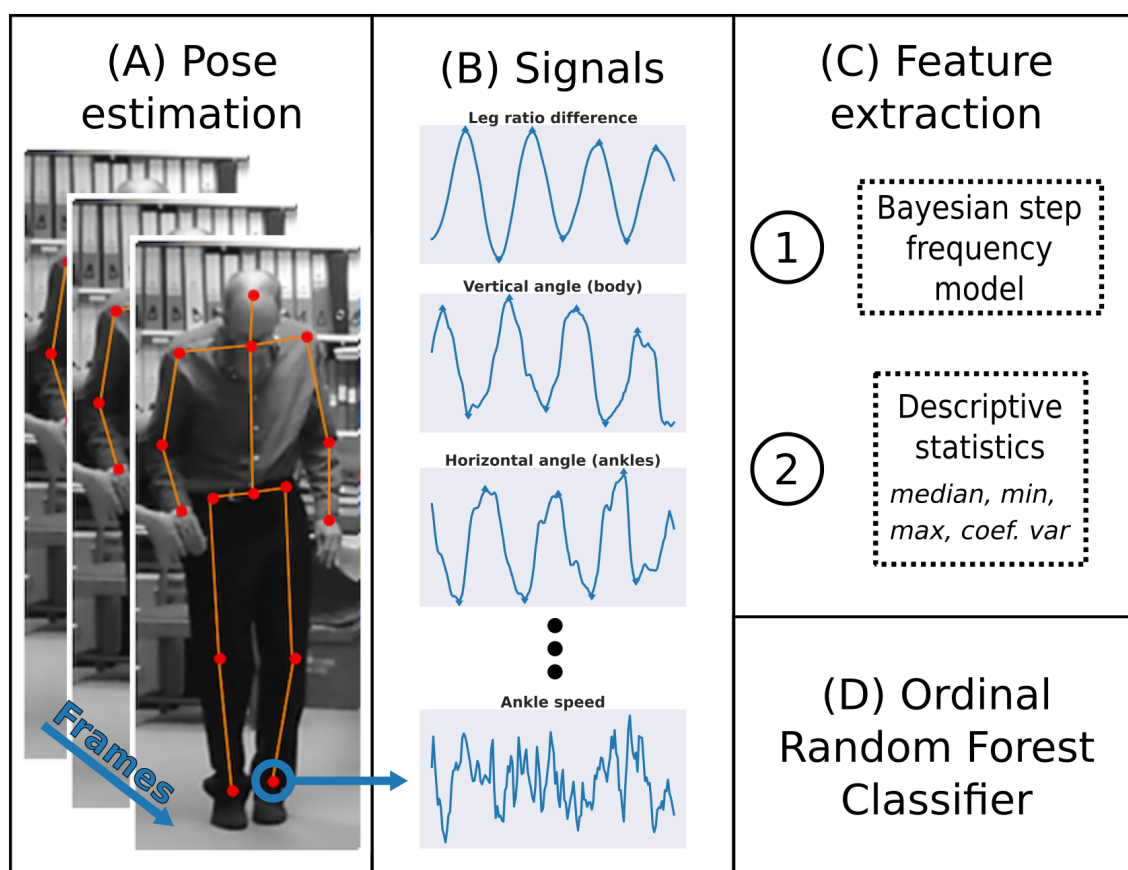 (A) Pose
estimation
Frames
(B) Signals
Leg ratio difference
Vertical angle (body)
Horizontal angle (ankles)
Ankle speed
(C) Feature
extraction
1
Bayesian step
frequency
model
2
Descriptive
statistics
median, min,
max, coef. var
(D) Ordinal
Random Forest
Classifier